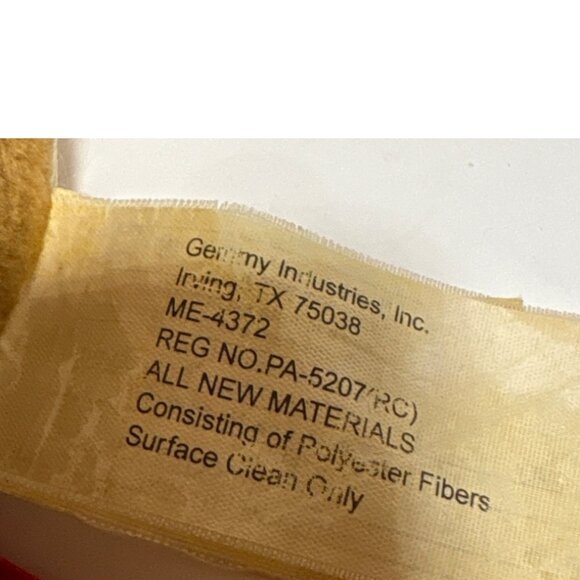 Gemmy Industries, Inc.
Irving, TX 75038
ME-4372
REG NO.PA-5207(RC)
ALL NEW MATERIALS
Consisting of Polyester Fibers
Surface Clean Only